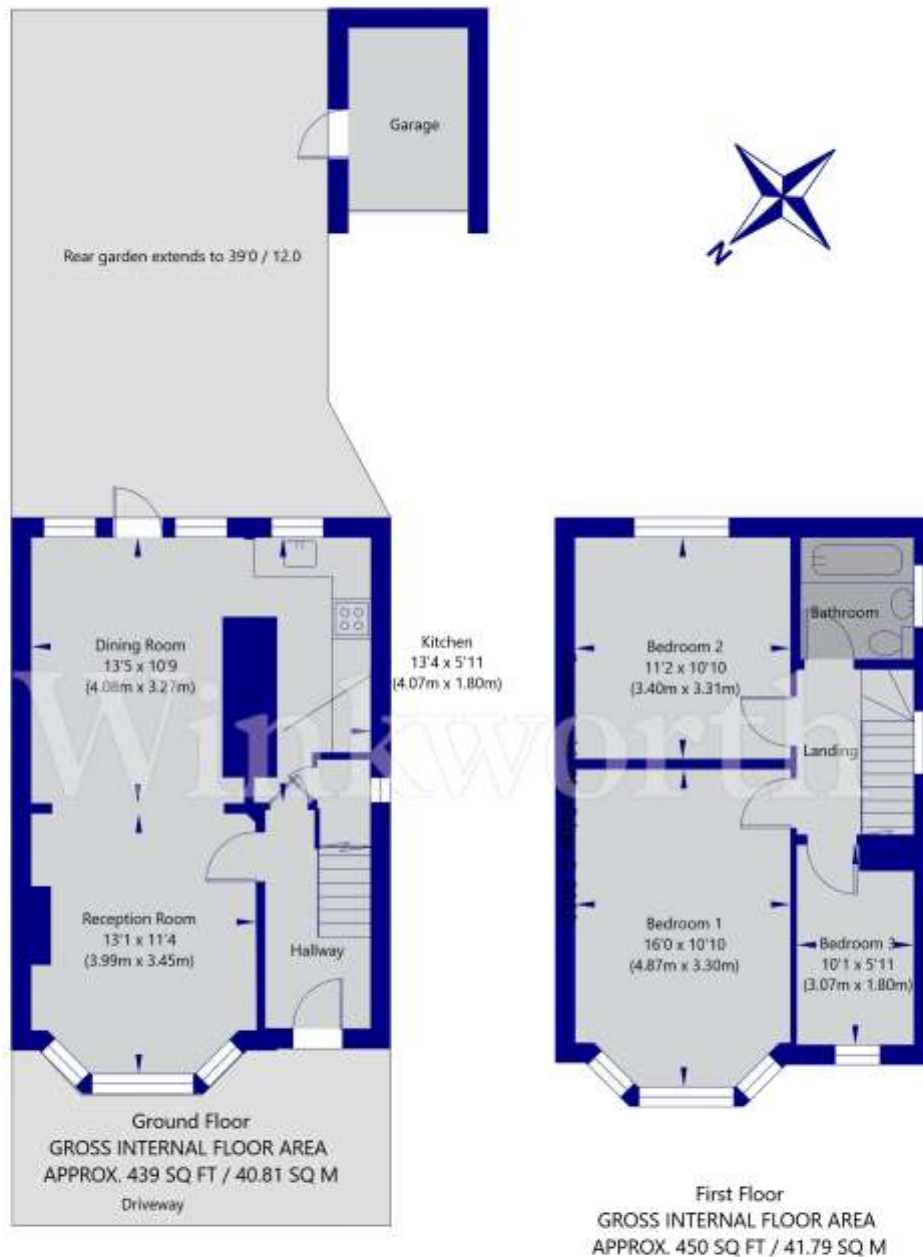 Garage
N
Rear garden extends to 39'0 / 12.0
Dining Room
13'5 x 10'9
(4.08m x 3.27m)
Kitchen
13'4 x 5'11
(4.07m x 1.80m)
Bedroom 2
11'2 x 10'10
(3.40m x 3.31m)
Bathroom
Winkworth
Landing
Reception Room
13'1 x 11'4
(3.99m x 3.45m)
Hallway
Bedroom 1
16'0 x 10'10
(4.87m x 3.30m)
Bedroom 3
10'1 x 5'11
(3.07m x 1.80m)
Ground Floor
GROSS INTERNAL FLOOR AREA
APPROX. 439 SQ FT / 40.81 SQ M
Driveway
First Floor
GROSS INTERNAL FLOOR AREA
APPROX. 450 SQ FT / 41.79 SQ M